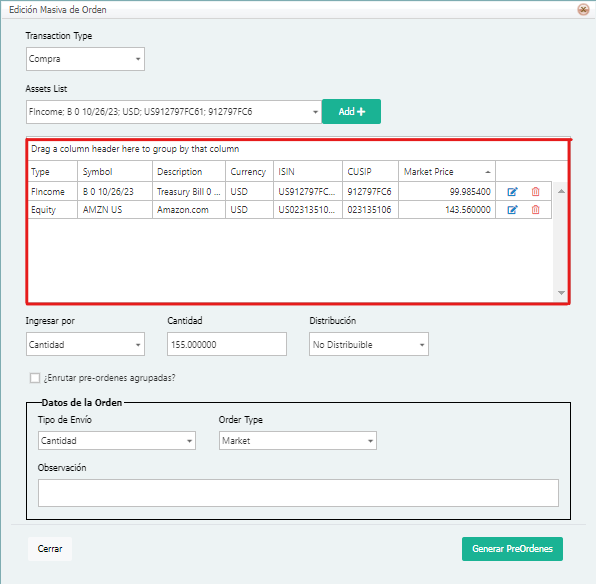 Edición Masiva de Orden
Transaction Type
Compra
Assets List
FIncome; B 0 10/26/23; USD; US912797FC61; 912797FC6
Add +
Drag a column header here to group by that column
Type Symbol Description Currency ISIN CUSIP Market Price
FIncome B 0 10/26/23 Treasury Bill 0 ... USD US912797FC... 912797FC6 99.985400
Equity AMZN US Amazon.com USD US02313510... 023135106 143.560000
Ingresar por Cantidad Distribución
Cantidad 155.000000 No Distribuible
¿Enrutar pre-ordenes agrupadas?
Datos de la Orden
Tipo de Envío Order Type
Cantidad Market
Observación
Cerrar Generar PreOrdenes